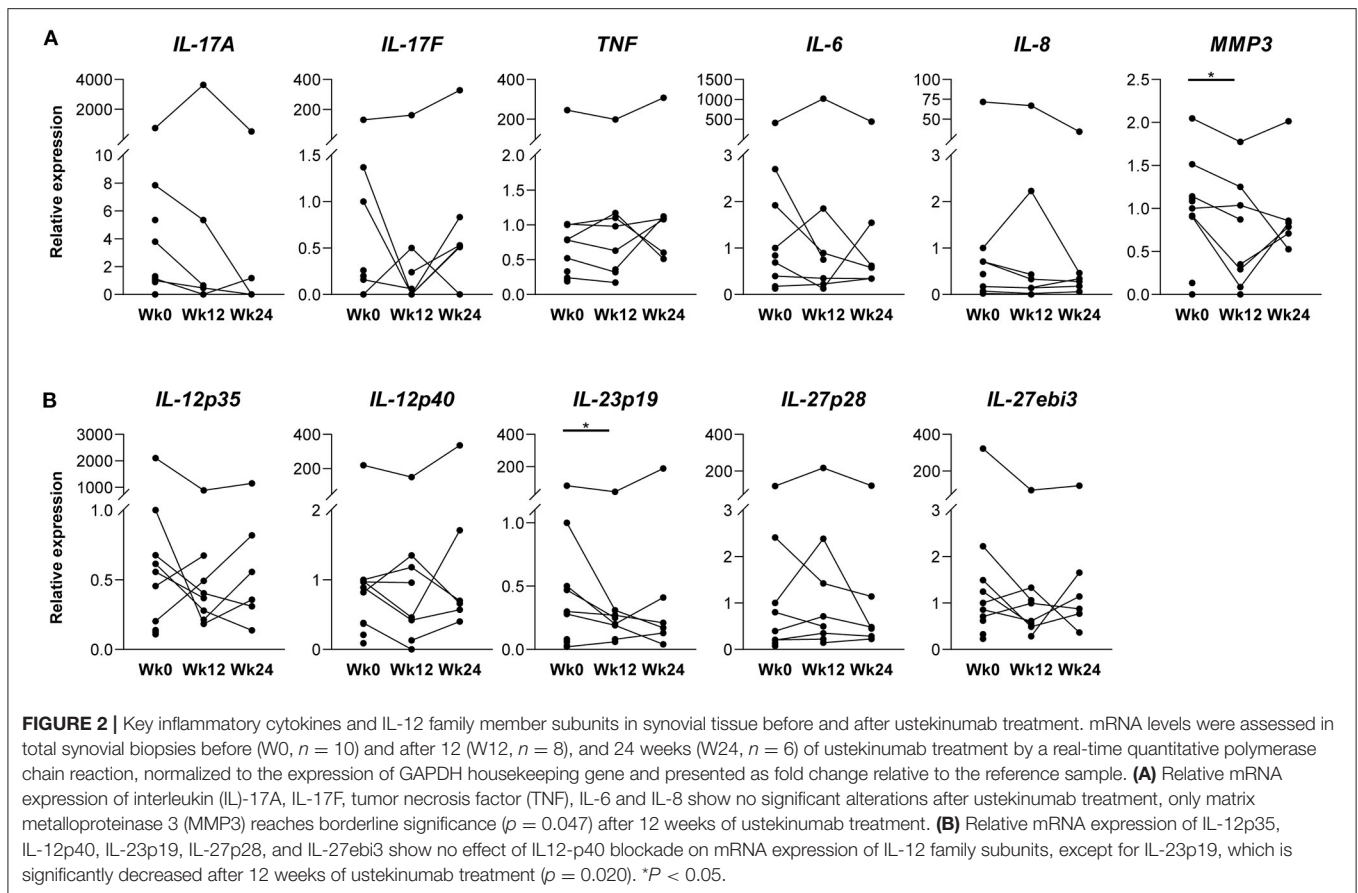 A
IL-17A IL-17F TNF IL-6 IL-8 MMP3
Relative expression
4000
2000
10
8
6
4
2
0
Wk0 Wk12 Wk24
400
200
1.5
1.0
0.5
0.0
Wk0 Wk12 Wk24
400
200
2.0
1.5
1.0
0.5
0.0
Wk0 Wk12 Wk24
1500
1000
500
3
2
1
0
Wk0 Wk12 Wk24
100
75
50
3
2
1
0
Wk0 Wk12 Wk24
*
2.5
2.0
1.5
1.0
0.5
0.0
Wk0 Wk12 Wk24
B
IL-12p35 IL-12p40 IL-23p19 IL-27p28 IL-27ebi3
Relative expression
3000
2000
1000
1.0
0.5
0.0
Wk0 Wk12 Wk24
400
200
2
1
0
Wk0 Wk12 Wk24
*
400
200
1.0
0.5
0.0
Wk0 Wk12 Wk24
400
200
3
2
1
0
Wk0 Wk12 Wk24
400
200
3
2
1
0
Wk0 Wk12 Wk24
FIGURE 2 | Key inflammatory cytokines and IL-12 family member subunits in synovial tissue before and after ustekinumab treatment. mRNA levels were assessed in
total synovial biopsies before (W0, n = 10) and after 12 (W12, n = 8), and 24 weeks (W24, n = 6) of ustekinumab treatment by a real-time quantitative polymerase
chain reaction, normalized to the expression of GAPDH housekeeping gene and presented as fold change relative to the reference sample. (A) Relative mRNA
expression of interleukin (IL)-17A, IL-17F, tumor necrosis factor (TNF), IL-6 and IL-8 show no significant alterations after ustekinumab treatment, only matrix
metalloproteinase 3 (MMP3) reaches borderline significance (p = 0.047) after 12 weeks of ustekinumab treatment. (B) Relative mRNA expression of IL-12p35,
IL-12p40, IL-23p19, IL-27p28, and IL-27ebi3 show no effect of IL12-p40 blockade on mRNA expression of IL-12 family subunits, except for IL-23p19, which is
significantly decreased after 12 weeks of ustekinumab treatment (p = 0.020). *P < 0.05.